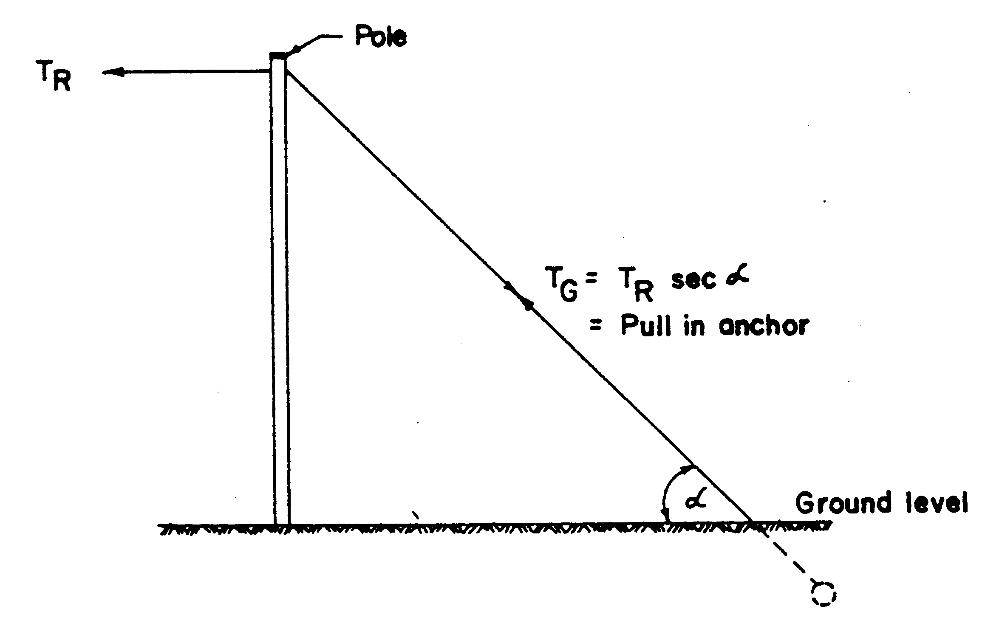 Pole
T_R
T_G = T_R sec α
= Pull in anchor
α
Ground level